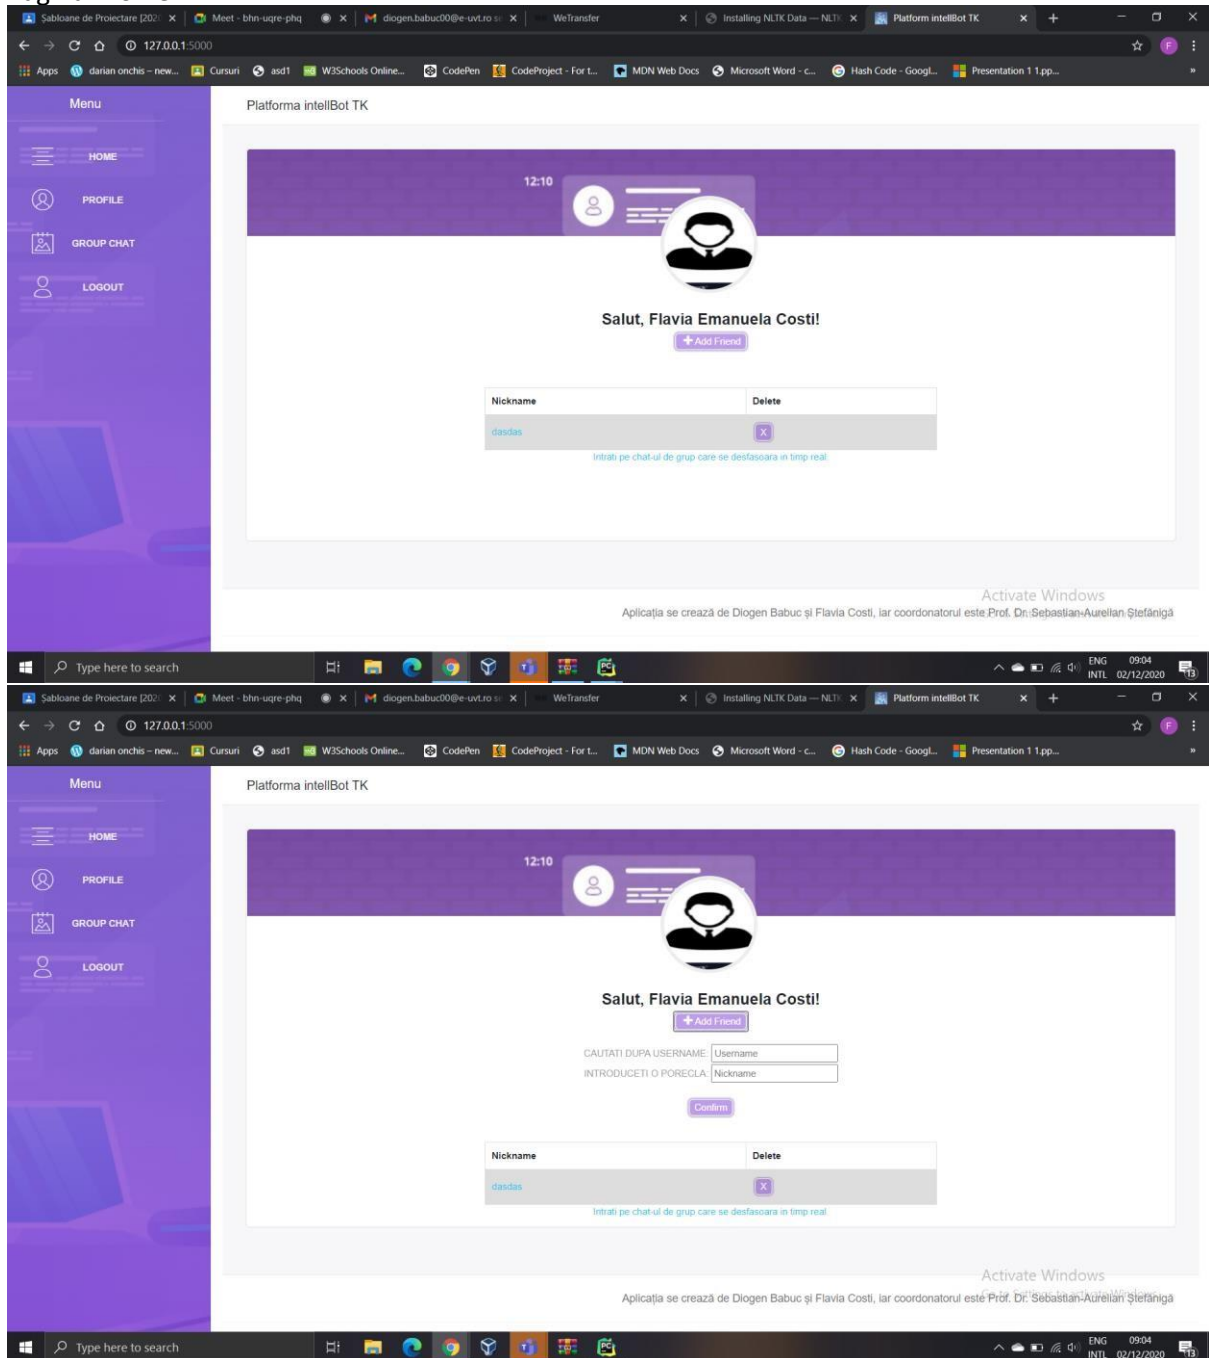 Șabloane de Proiectare [202
Meet - bhn-uqre-phq
diogen.babuc00@e-uvt.ro
WeTransfer
Installing NLTK Data — NLT
Platform intellBot TK
127.0.0.1:5000
F
Apps
darian onchis – new...
Cursuri
asd1
W3Schools Online...
CodePen
CodeProject - For t...
MDN Web Docs
Microsoft Word - c...
Hash Code - Googl...
Presentation 1 1.pp...
Menu
Platforma intellBot TK
HOME
PROFILE
GROUP CHAT
LOGOUT
12:10
Salut, Flavia Emanuela Costi!
+ Add Friend
Nickname Delete
dasdas X
Intrati pe chat-ul de grup care se desfasoara in timp real
Activate Windows
Aplicația se crează de Diogen Babuc și Flavia Costi, iar coordonatorul este Prof. Dr. Sebastian-Aurelian Ștefănigă
Type here to search
ENG
INTL
09:04
02/12/2020
13
Șabloane de Proiectare [202
Meet - bhn-uqre-phq
diogen.babuc00@e-uvt.ro
WeTransfer
Installing NLTK Data — NLT
Platform intellBot TK
127.0.0.1:5000
F
Apps
darian onchis – new...
Cursuri
asd1
W3Schools Online...
CodePen
CodeProject - For t...
MDN Web Docs
Microsoft Word - c...
Hash Code - Googl...
Presentation 1 1.pp...
Menu
Platforma intellBot TK
HOME
PROFILE
GROUP CHAT
LOGOUT
12:10
Salut, Flavia Emanuela Costi!
+ Add Friend
CAUTATI DUPA USERNAME: Username
INTRODUCETI O PORECLA: Nickname
Confirm
Nickname Delete
dasdas X
Intrati pe chat-ul de grup care se desfasoara in timp real
Activate Windows
Aplicația se crează de Diogen Babuc și Flavia Costi, iar coordonatorul este Prof. Dr. Sebastian-Aurelian Ștefănigă
Type here to search
ENG
INTL
09:04
02/12/2020
13